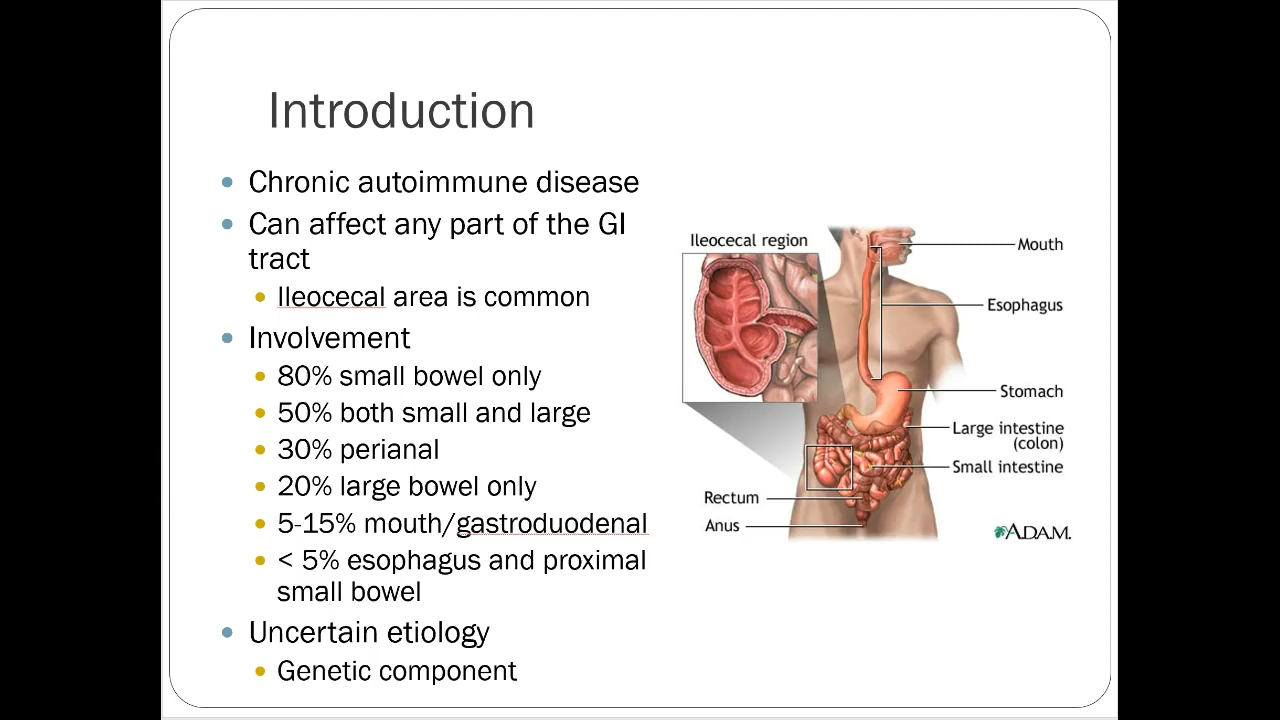 Introduction
• Chronic autoimmune disease
• Can affect any part of the GI
tract
• Ileocecal area is common
• Involvement
• 80% small bowel only
• 50% both small and large
• 30% perianal
• 20% large bowel only
• 5-15% mouth/gastroduodenal
• < 5% esophagus and proximal
small bowel
• Uncertain etiology
• Genetic component
Ileocecal region
Mouth
Esophagus
Stomach
Large intestine
(colon)
Small intestine
Rectum
Anus
ADAM.